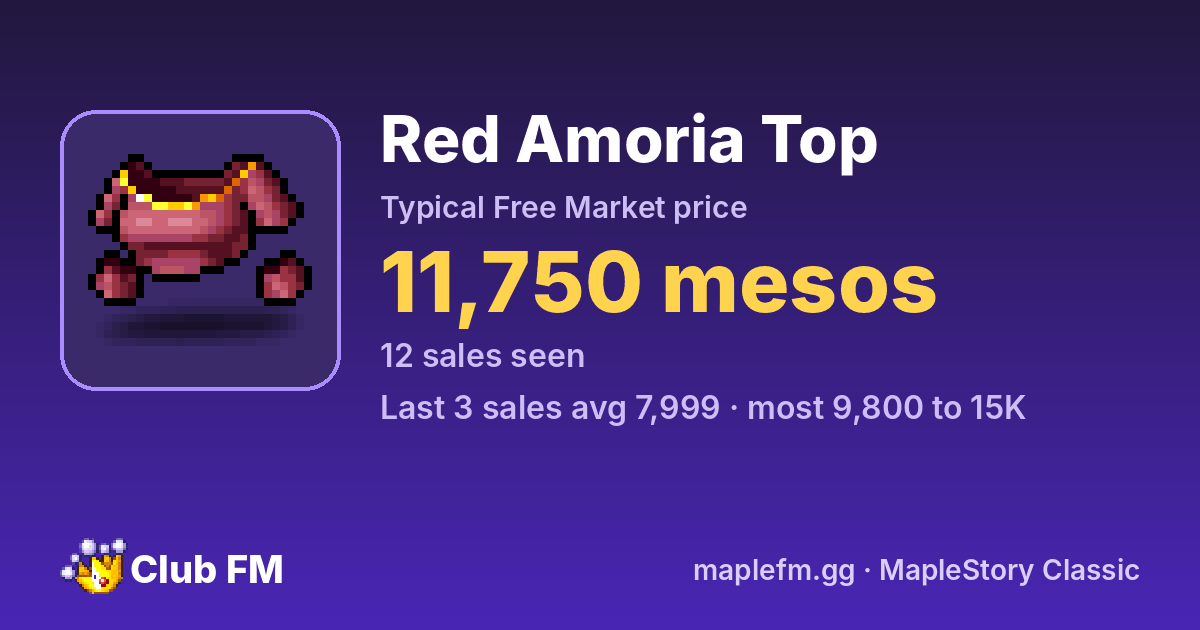 Red Amoria Top
Typical Free Market price
11,750 mesos
12 sales seen
Last 3 sales avg 7,999 · most 9,800 to 15K
Club FM
maplefm.gg · MapleStory Classic